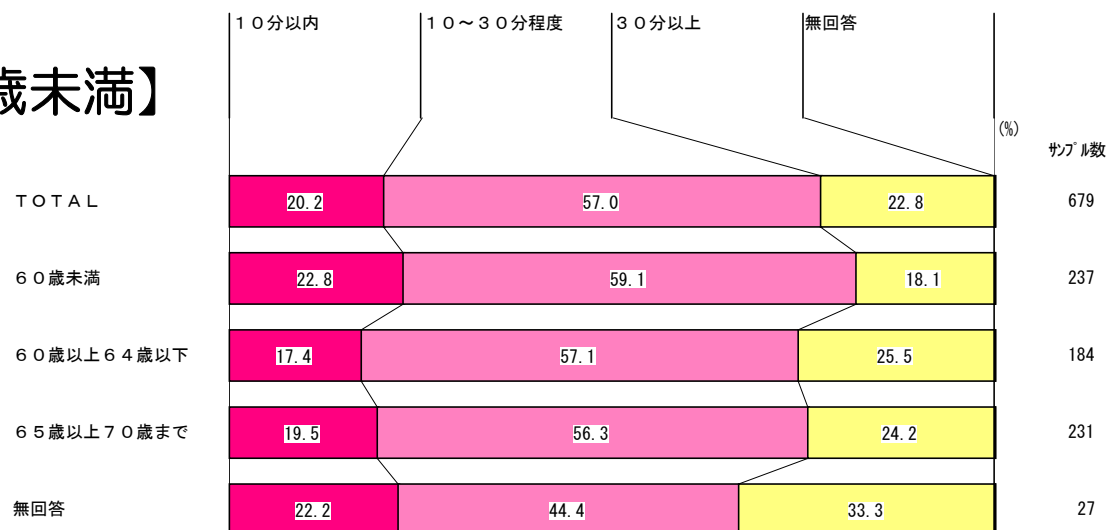 １０分以内 １０～３０分程度 ３０分以上 無回答
歳未満】
(%)
ｻﾝﾌﾟﾙ数
ＴＯＴＡＬ 20.2 57.0 22.8 679
６０歳未満 22.8 59.1 18.1 237
６０歳以上６４歳以下 17.4 57.1 25.5 184
６５歳以上７０歳まで 19.5 56.3 24.2 231
無回答 22.2 44.4 33.3 27